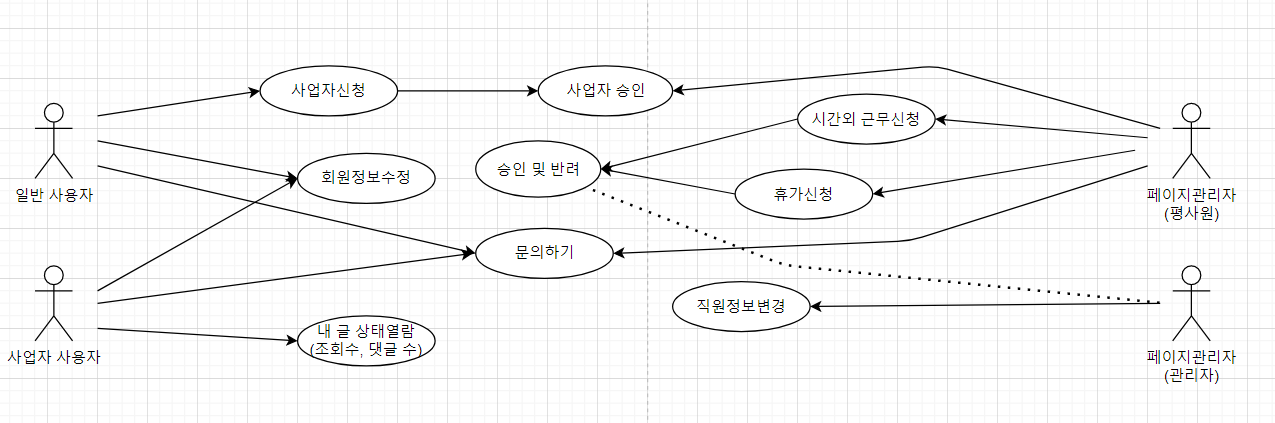 사업자신청
사업자 승인
시간외 근무신청
승인 및 반려
회원정보수정
휴가신청
일반 사용자
페이지관리자
(평사원)
문의하기
직원정보변경
내 글 상태열람
(조회수, 댓글 수)
사업자 사용자
페이지관리자
(관리자)